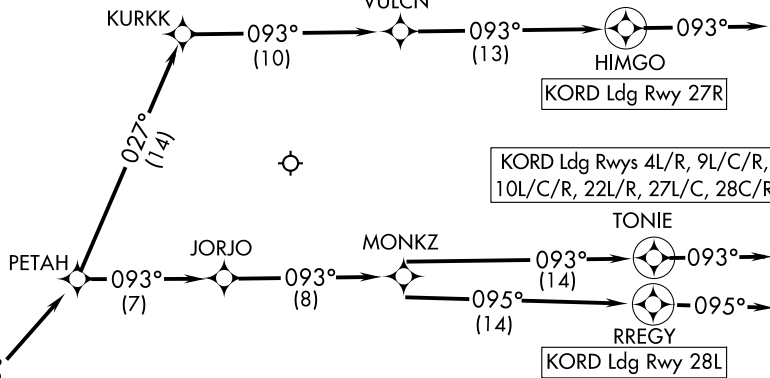 VULCN
KURKK
093°
(10)
093°
(13)
093°
HIMGO
KORD Ldg Rwy 27R
027°
(14)
KORD Ldg Rwys 4L/R, 9L/C/R,
10L/C/R, 22L/R, 27L/C, 28C/R
TONIE
PETAH
JORJO
MONKZ
093°
(7)
093°
(8)
093°
(14)
093°
095°
(14)
095°
RREGY
KORD Ldg Rwy 28L